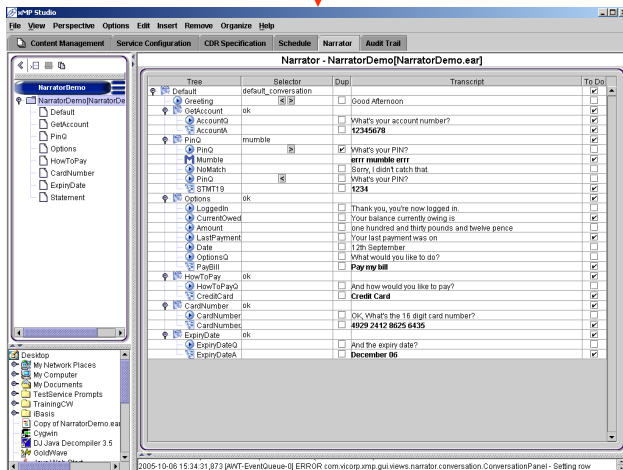 xMP Studio
File View Perspective Options Edit Insert Remove Organize Help
Content Management Service Configuration CDR Specification Schedule Narrator Audit Trail
Narrator - NarratorDemo[NarratorDemo.ear]
NarratorDemo
NarratorDemo[NarratorDe
Default
GetAccount
PinQ
Options
HowToPay
CardNumber
ExpiryDate
Statement
Tree Selector Dup Transcript To Do
Default default_conversation
Greeting < > Good Afternoon
GetAccount ok
AccountQ What's your account number?
AccountA 12345678
PinQ mumble
PinQ > What's your PIN?
M Mumble errr mumble errr
NoMatch Sorry, I didn't catch that.
PinQ < What's your PIN?
STMT19 1234
Options ok
LoggedIn Thank you, you're now logged in.
CurrentOwed Your balance currently owing is
Amount one hundred and thirty pounds and twelve pence
LastPayment Your last payment was on
Date 12th September
OptionsQ What would you like to do?
PayBill Pay my bill
HowToPay ok
HowToPayQ And how would you like to pay?
CreditCard Credit Card
CardNumber ok
CardNumber OK, What's the 16 digit card number?
CardNumber 4929 2412 8625 6435
ExpiryDate ok
ExpiryDateQ And the expiry date?
ExpiryDateA December 06
Desktop
My Network Places
My Computer
My Documents
TestService Prompts
TrainingCW
iBasis
Copy of NarratorDemo.ear
Cygwin
DJ Java Decompiler 3.5
GoldWave
2005-10-06 15:34:31,873 [AWT-EventQueue-0] ERROR com.vicorp.xmp.gui.views.narrator.conversation.ConversationPanel - Setting row